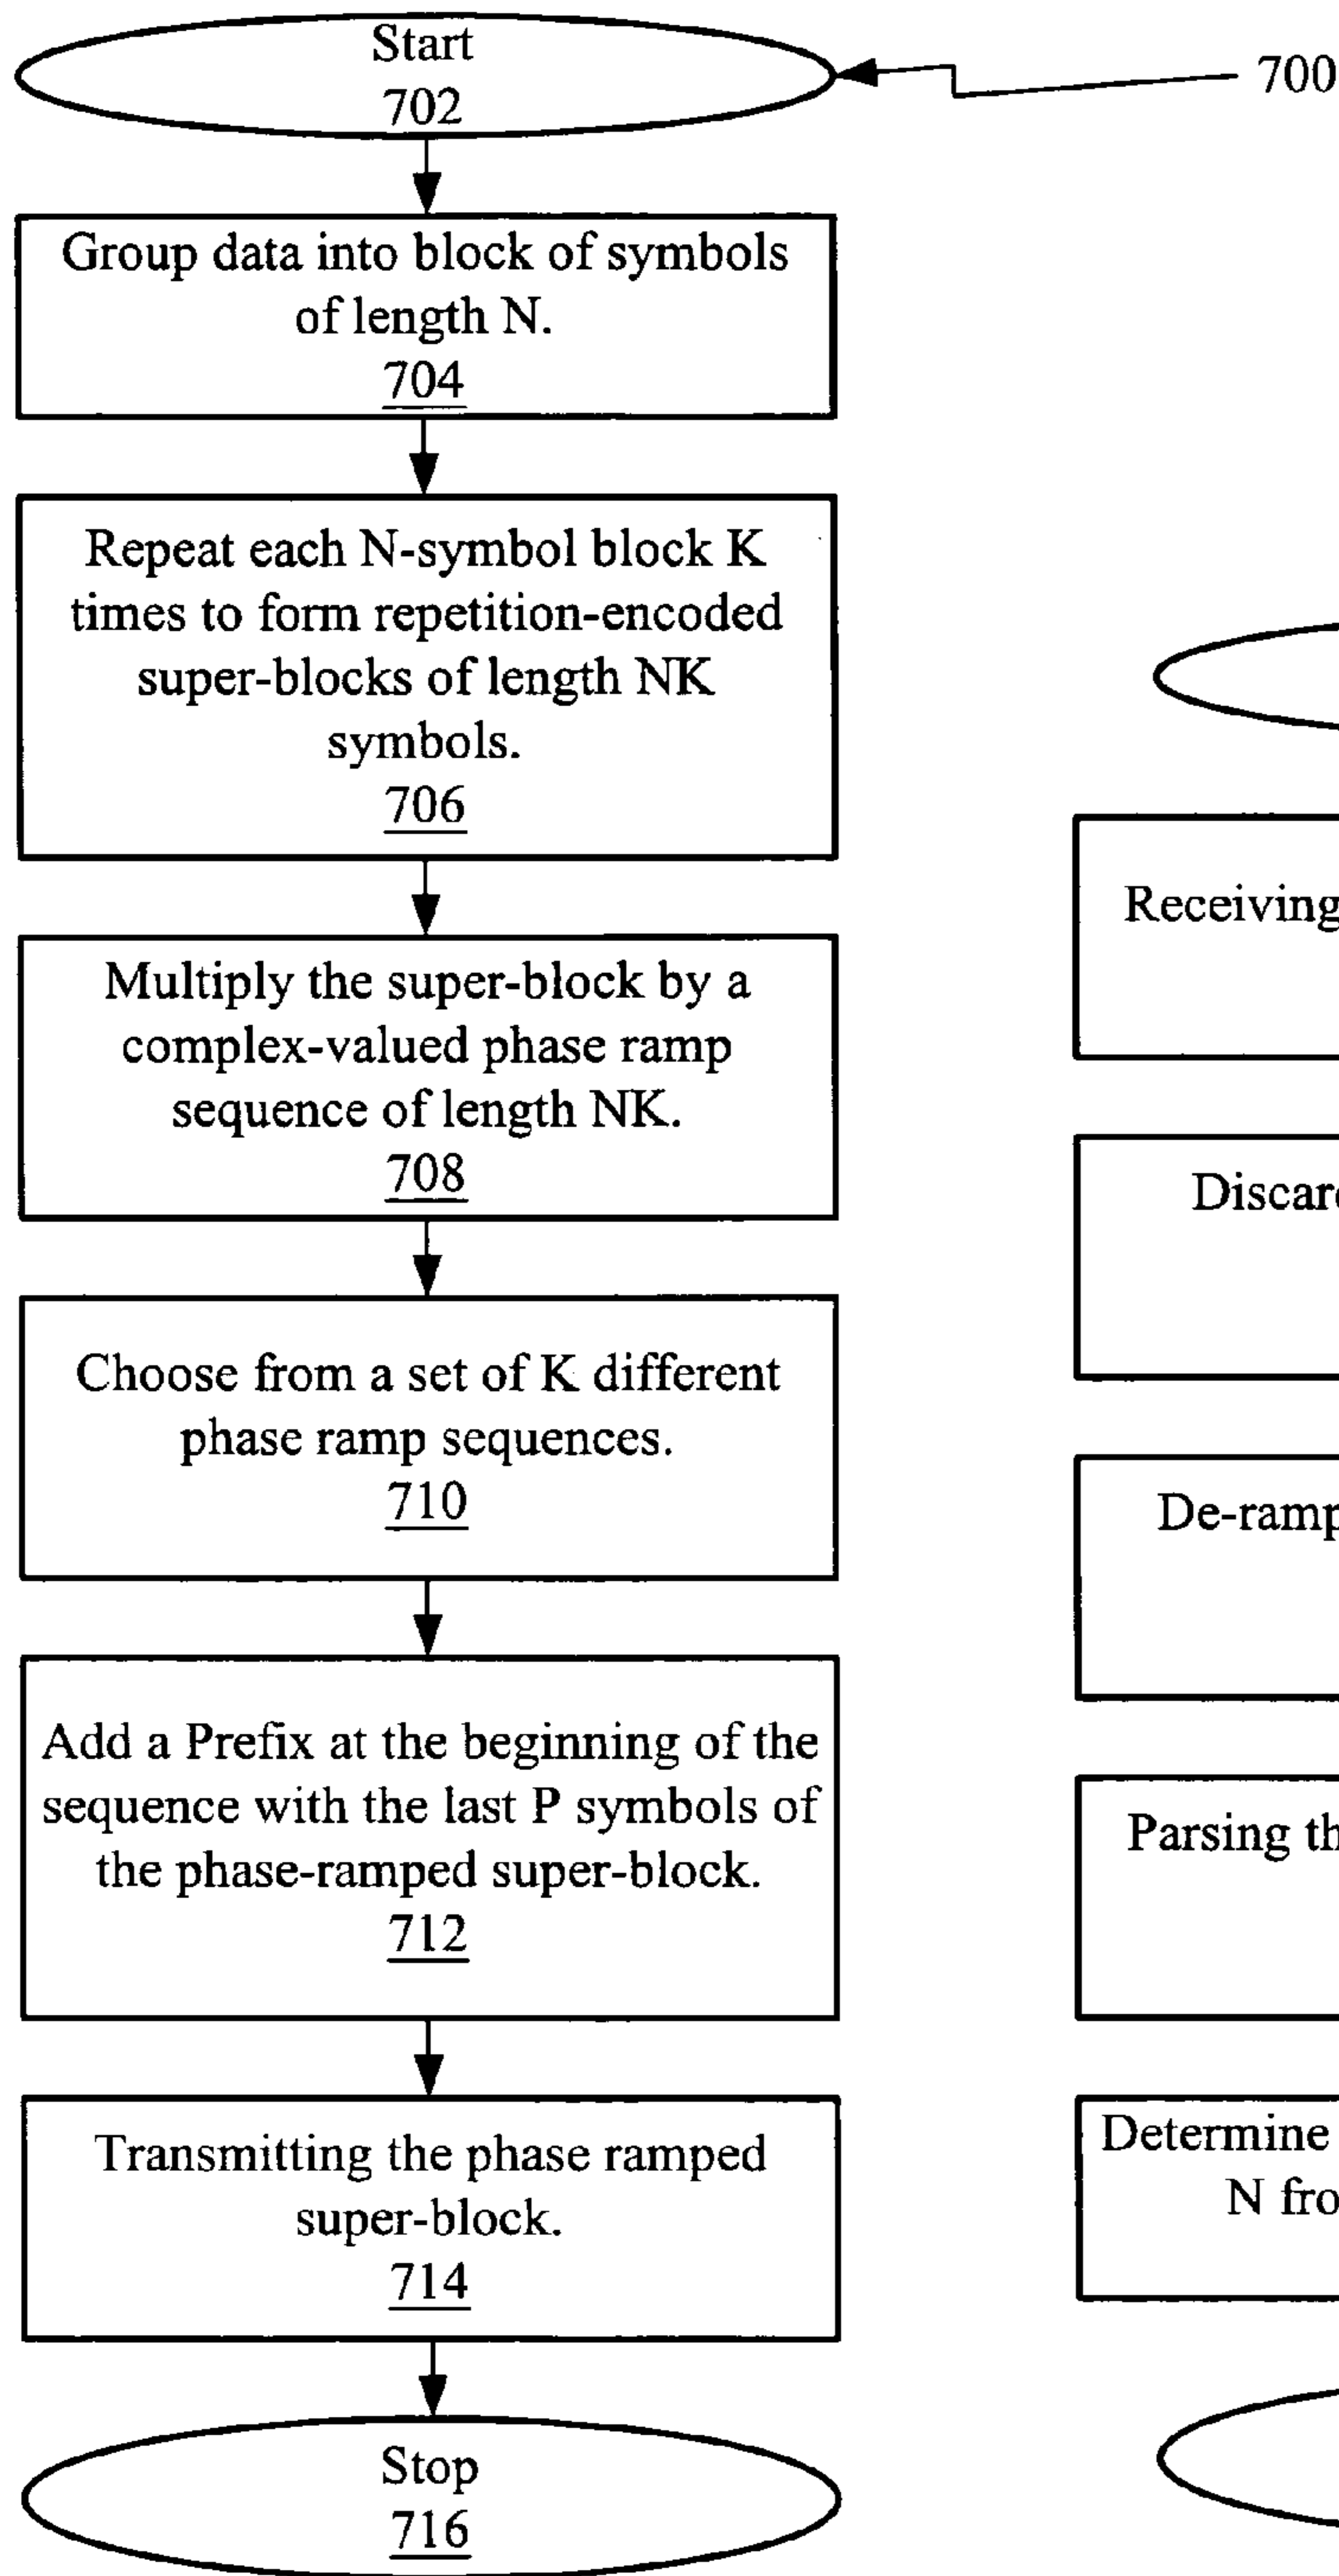 Start
702
700
Group data into block of symbols
of length N.
704
Repeat each N-symbol block K
times to form repetition-encoded
super-blocks of length NK
symbols.
706
Multiply the super-block by a
complex-valued phase ramp
sequence of length NK.
708
Choose from a set of K different
phase ramp sequences.
710
Add a Prefix at the beginning of the
sequence with the last P symbols of
the phase-ramped super-block.
712
Transmitting the phase ramped
super-block.
714
Stop
716
Receiving
Discar
De-ramp
Parsing th
Determine
N fro